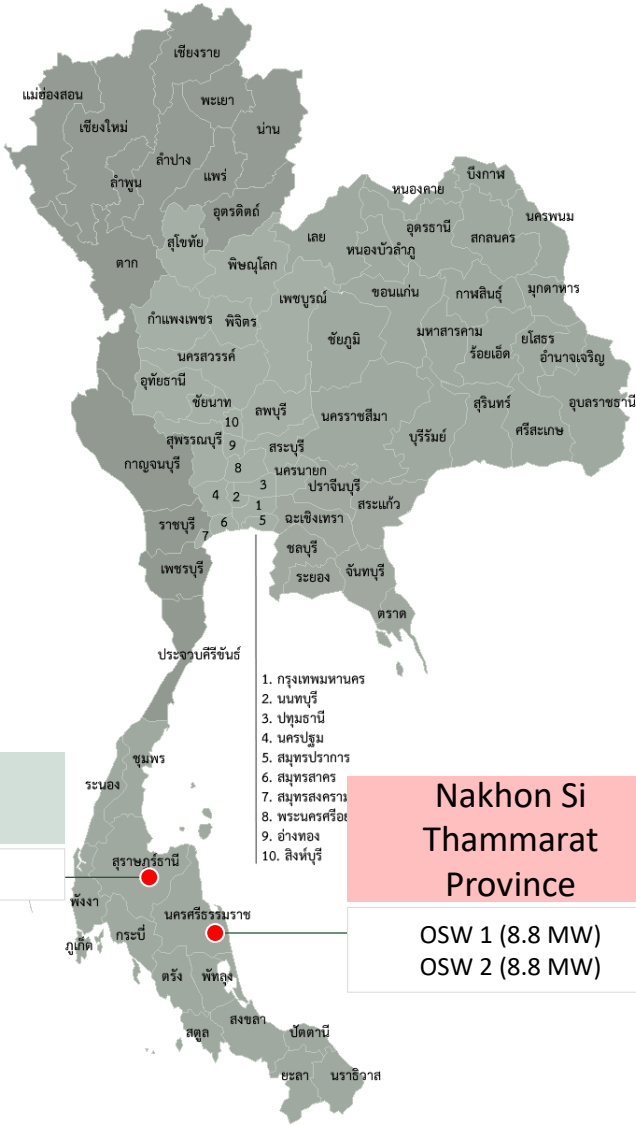 เชียงราย
แม่ฮ่องสอน
พะเยา
เชียงใหม่
น่าน
ลำปาง
แพร่
ลำพูน
อุตรดิตถ์
บึงกาฬ
หนองคาย
นครพนม
เลย
อุดรธานี
สกลนคร
สุโขทัย
หนองบัวลำภู
ตาก
พิษณุโลก
เพชบูรณ์
ขอนแก่น
กาฬสินธุ์
มุกดาหาร
กำแพงเพชร
พิจิตร
มหาสารคาม
ยโสธร
ชัยภูมิ
ร้อยเอ็ด
อำนาจเจริญ
นครสวรรค์
อุทัยธานี
ชัยนาท
ลพบุรี
นครราชสีมา
สุรินทร์
อุบลราชธานี
10
สุพรรณบุรี
9
สระบุรี
บุรีรัมย์
ศรีสะเกษ
กาญจนบุรี
8
นครนายก
3
ปราจีนบุรี
4
2
1
สระแก้ว
ราชบุรี
6
5
ฉะเชิงเทรา
7
ชลบุรี
เพชรบุรี
ระยอง
จันทบุรี
ตราด
ประจวบคีรีขันธ์
1. กรุงเทพมหานคร
2. นนทบุรี
3. ปทุมธานี
4. นครปฐม
5. สมุทรปราการ
6. สมุทรสาคร
7. สมุทรสงคราม
8. พระนครศรีอย
9. อ่างทอง
10. สิงห์บุรี
ชุมพร
ระนอง
สุราษฎร์ธานี
พังงา
นครศรีธรรมราช
กระบี่
ภูเก็ต
ตรัง
พัทลุง
สงขลา
สตูล
ปัตตานี
ยะลา
นราธิวาส
Nakhon Si
Thammarat
Province
OSW 1 (8.8 MW)
OSW 2 (8.8 MW)